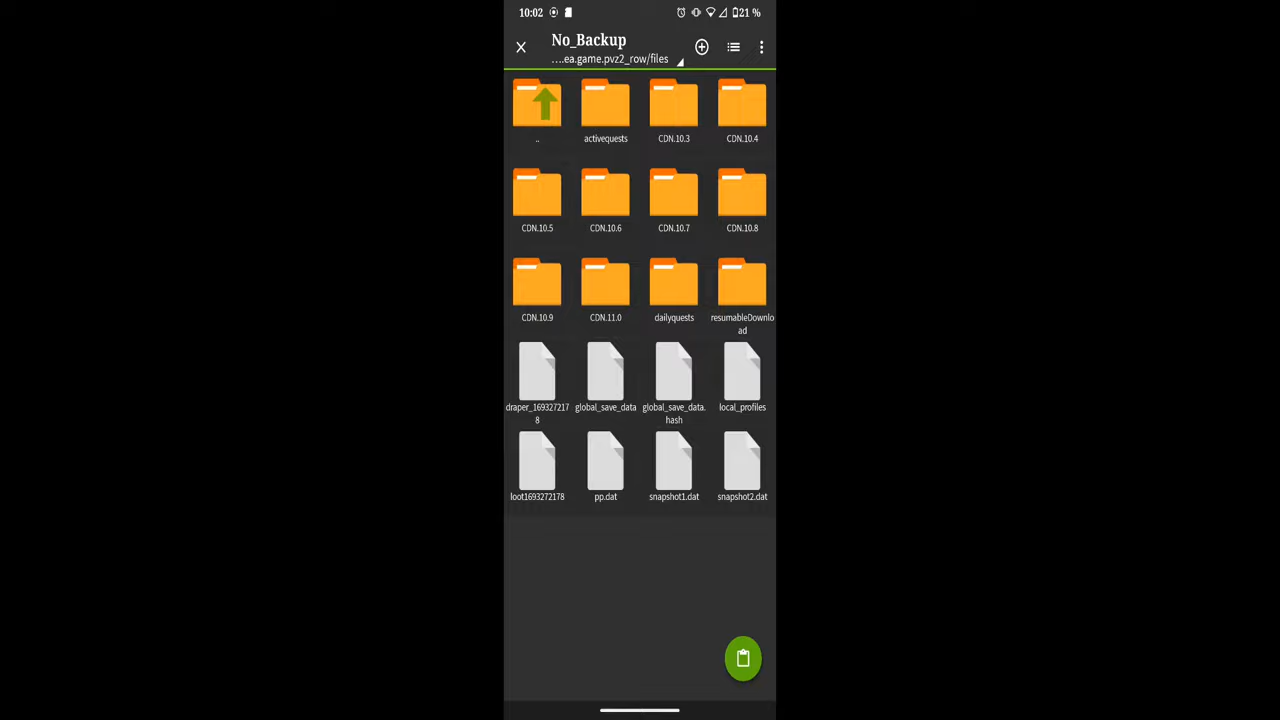 10:02
21 %
No_Backup
....ea.game.pvz2_row/files
..
activequests
CDN.10.3
CDN.10.4
CDN.10.5
CDN.10.6
CDN.10.7
CDN.10.8
CDN.10.9
CDN.11.0
dailyquests
resumableDownlo
ad
draper_169327217
8
global_save_data
global_save_data.
hash
local_profiles
loot1693272178
pp.dat
snapshot1.dat
snapshot2.dat